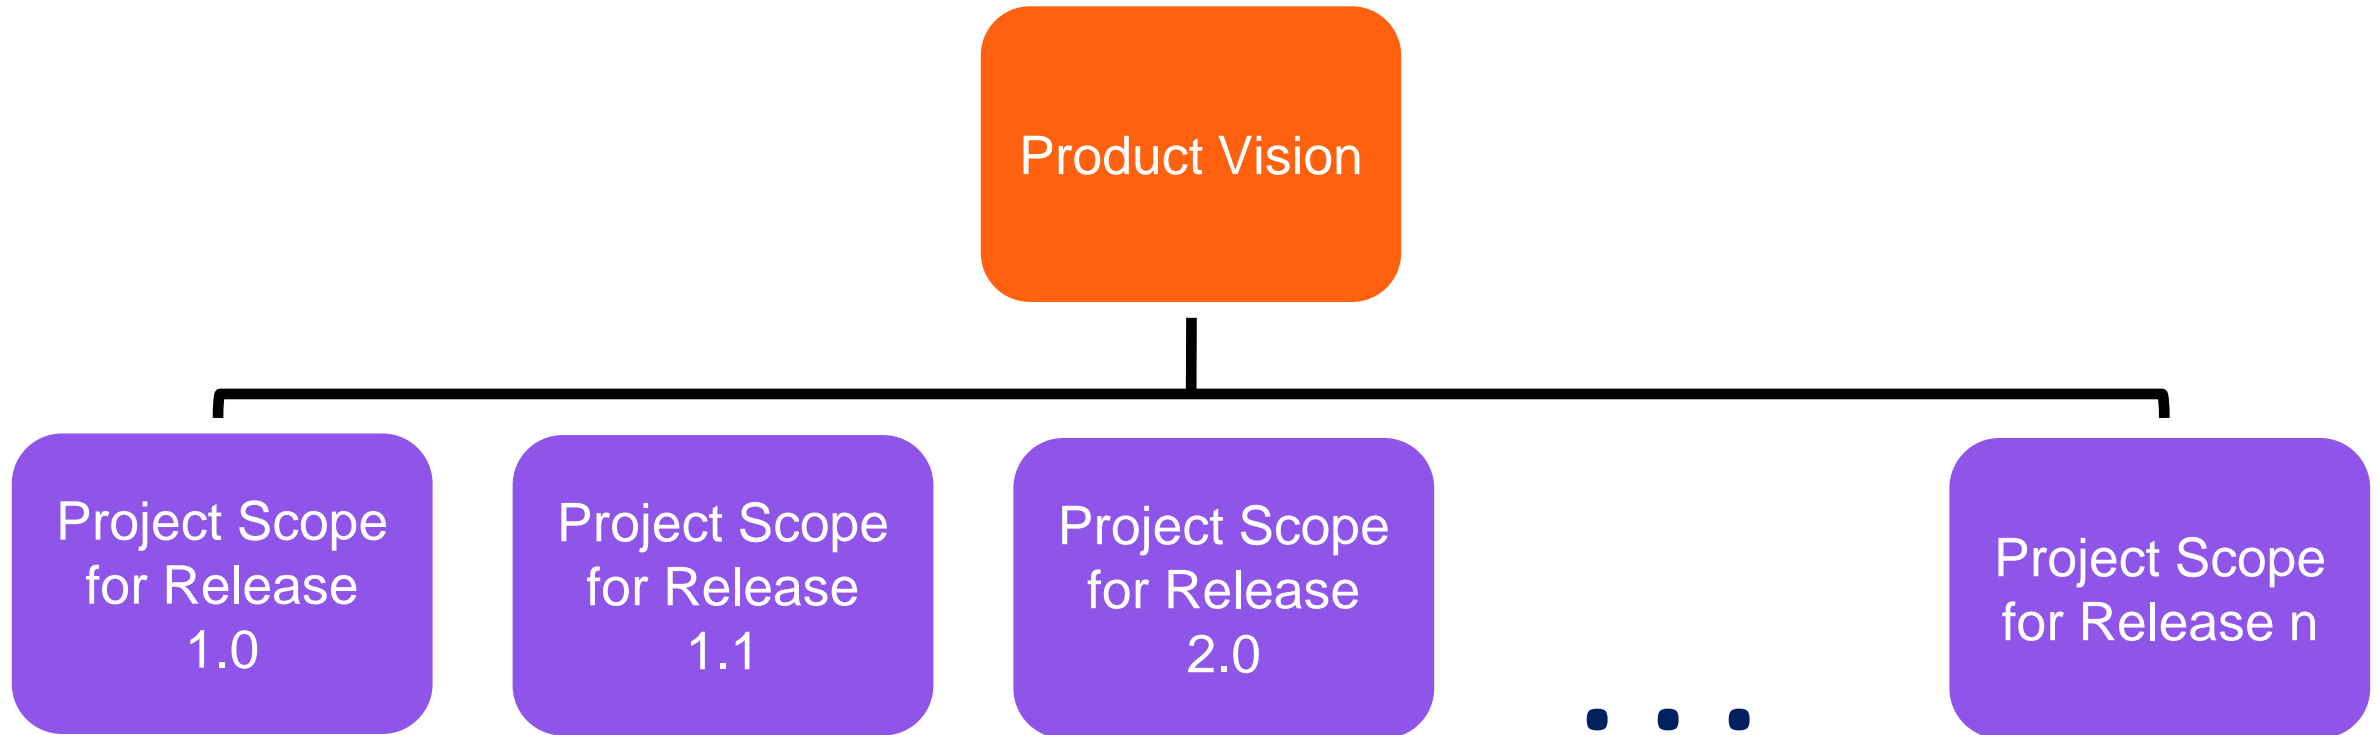 Product Vision
Project Scope
for Release
1.0
Project Scope
for Release
1.1
Project Scope
for Release
2.0
. . .
Project Scope
for Release n